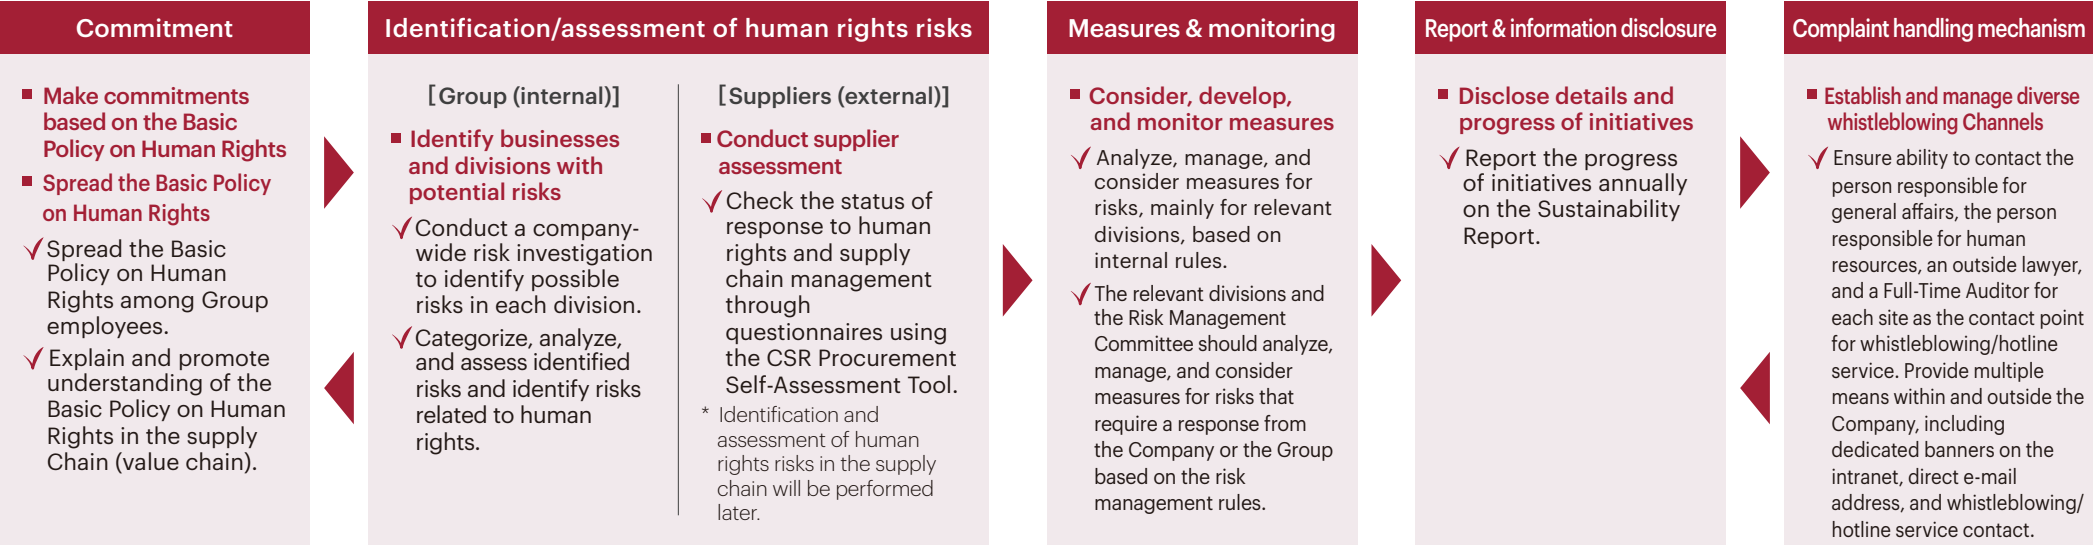 Commitment
Make commitments
based on the Basic
Policy on Human Rights
Spread the Basic Policy
on Human Rights
Spread the Basic
Policy on Human
Rights among Group
employees.
Explain and promote
understanding of the
Basic Policy on Human
Rights in the supply
Chain (value chain).
Identification/assessment of human rights risks
[Group (internal)]
Identify businesses
and divisions with
potential risks
Conduct a company-
wide risk investigation
to identify possible
risks in each division.
Categorize, analyze,
and assess identified
risks and identify risks
related to human
rights.
[Suppliers (external)]
Conduct supplier
assessment
Check the status of
response to human
rights and supply
chain management
through
questionnaires using
the CSR Procurement
Self-Assessment Tool.
* Identification and
assessment of human
rights risks in the supply
chain will be performed
later.
Measures & monitoring
Consider, develop,
and monitor measures
Analyze, manage, and
consider measures for
risks, mainly for relevant
divisions, based on
internal rules.
The relevant divisions and
the Risk Management
Committee should analyze,
manage, and consider
measures for risks that
require a response from
the Company or the Group
based on the risk
management rules.
Report & information disclosure
Disclose details and
progress of initiatives
Report the progress
of initiatives annually
on the Sustainability
Report.
Complaint handling mechanism
Establish and manage diverse
whistleblowing Channels
Ensure ability to contact the
person responsible for
general affairs, the person
responsible for human
resources, an outside lawyer,
and a Full-Time Auditor for
each site as the contact point
for whistleblowing/hotline
service. Provide multiple
means within and outside the
Company, including
dedicated banners on the
intranet, direct e-mail
address, and whistleblowing/
hotline service contact.